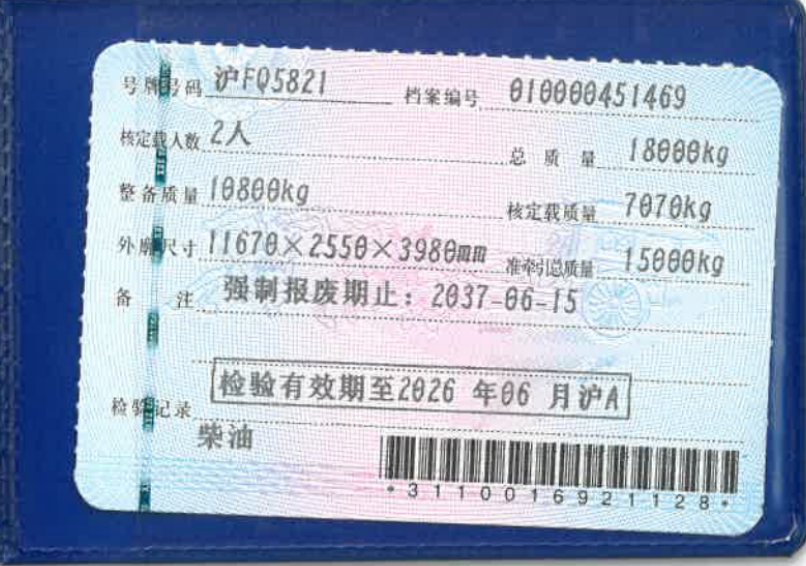 号牌号码 沪FQ5821 档案编号 010000451469
核定载人数 2人 总质量 18000kg
整备质量 10800kg 核定载质量 7070kg
外廓尺寸 11670×2550×3980mm 准牵引总质量 15000kg
备注 强制报废期止：2037-06-15
检验有效期至2026年06月沪A
检验记录
柴油
*3110016921128*